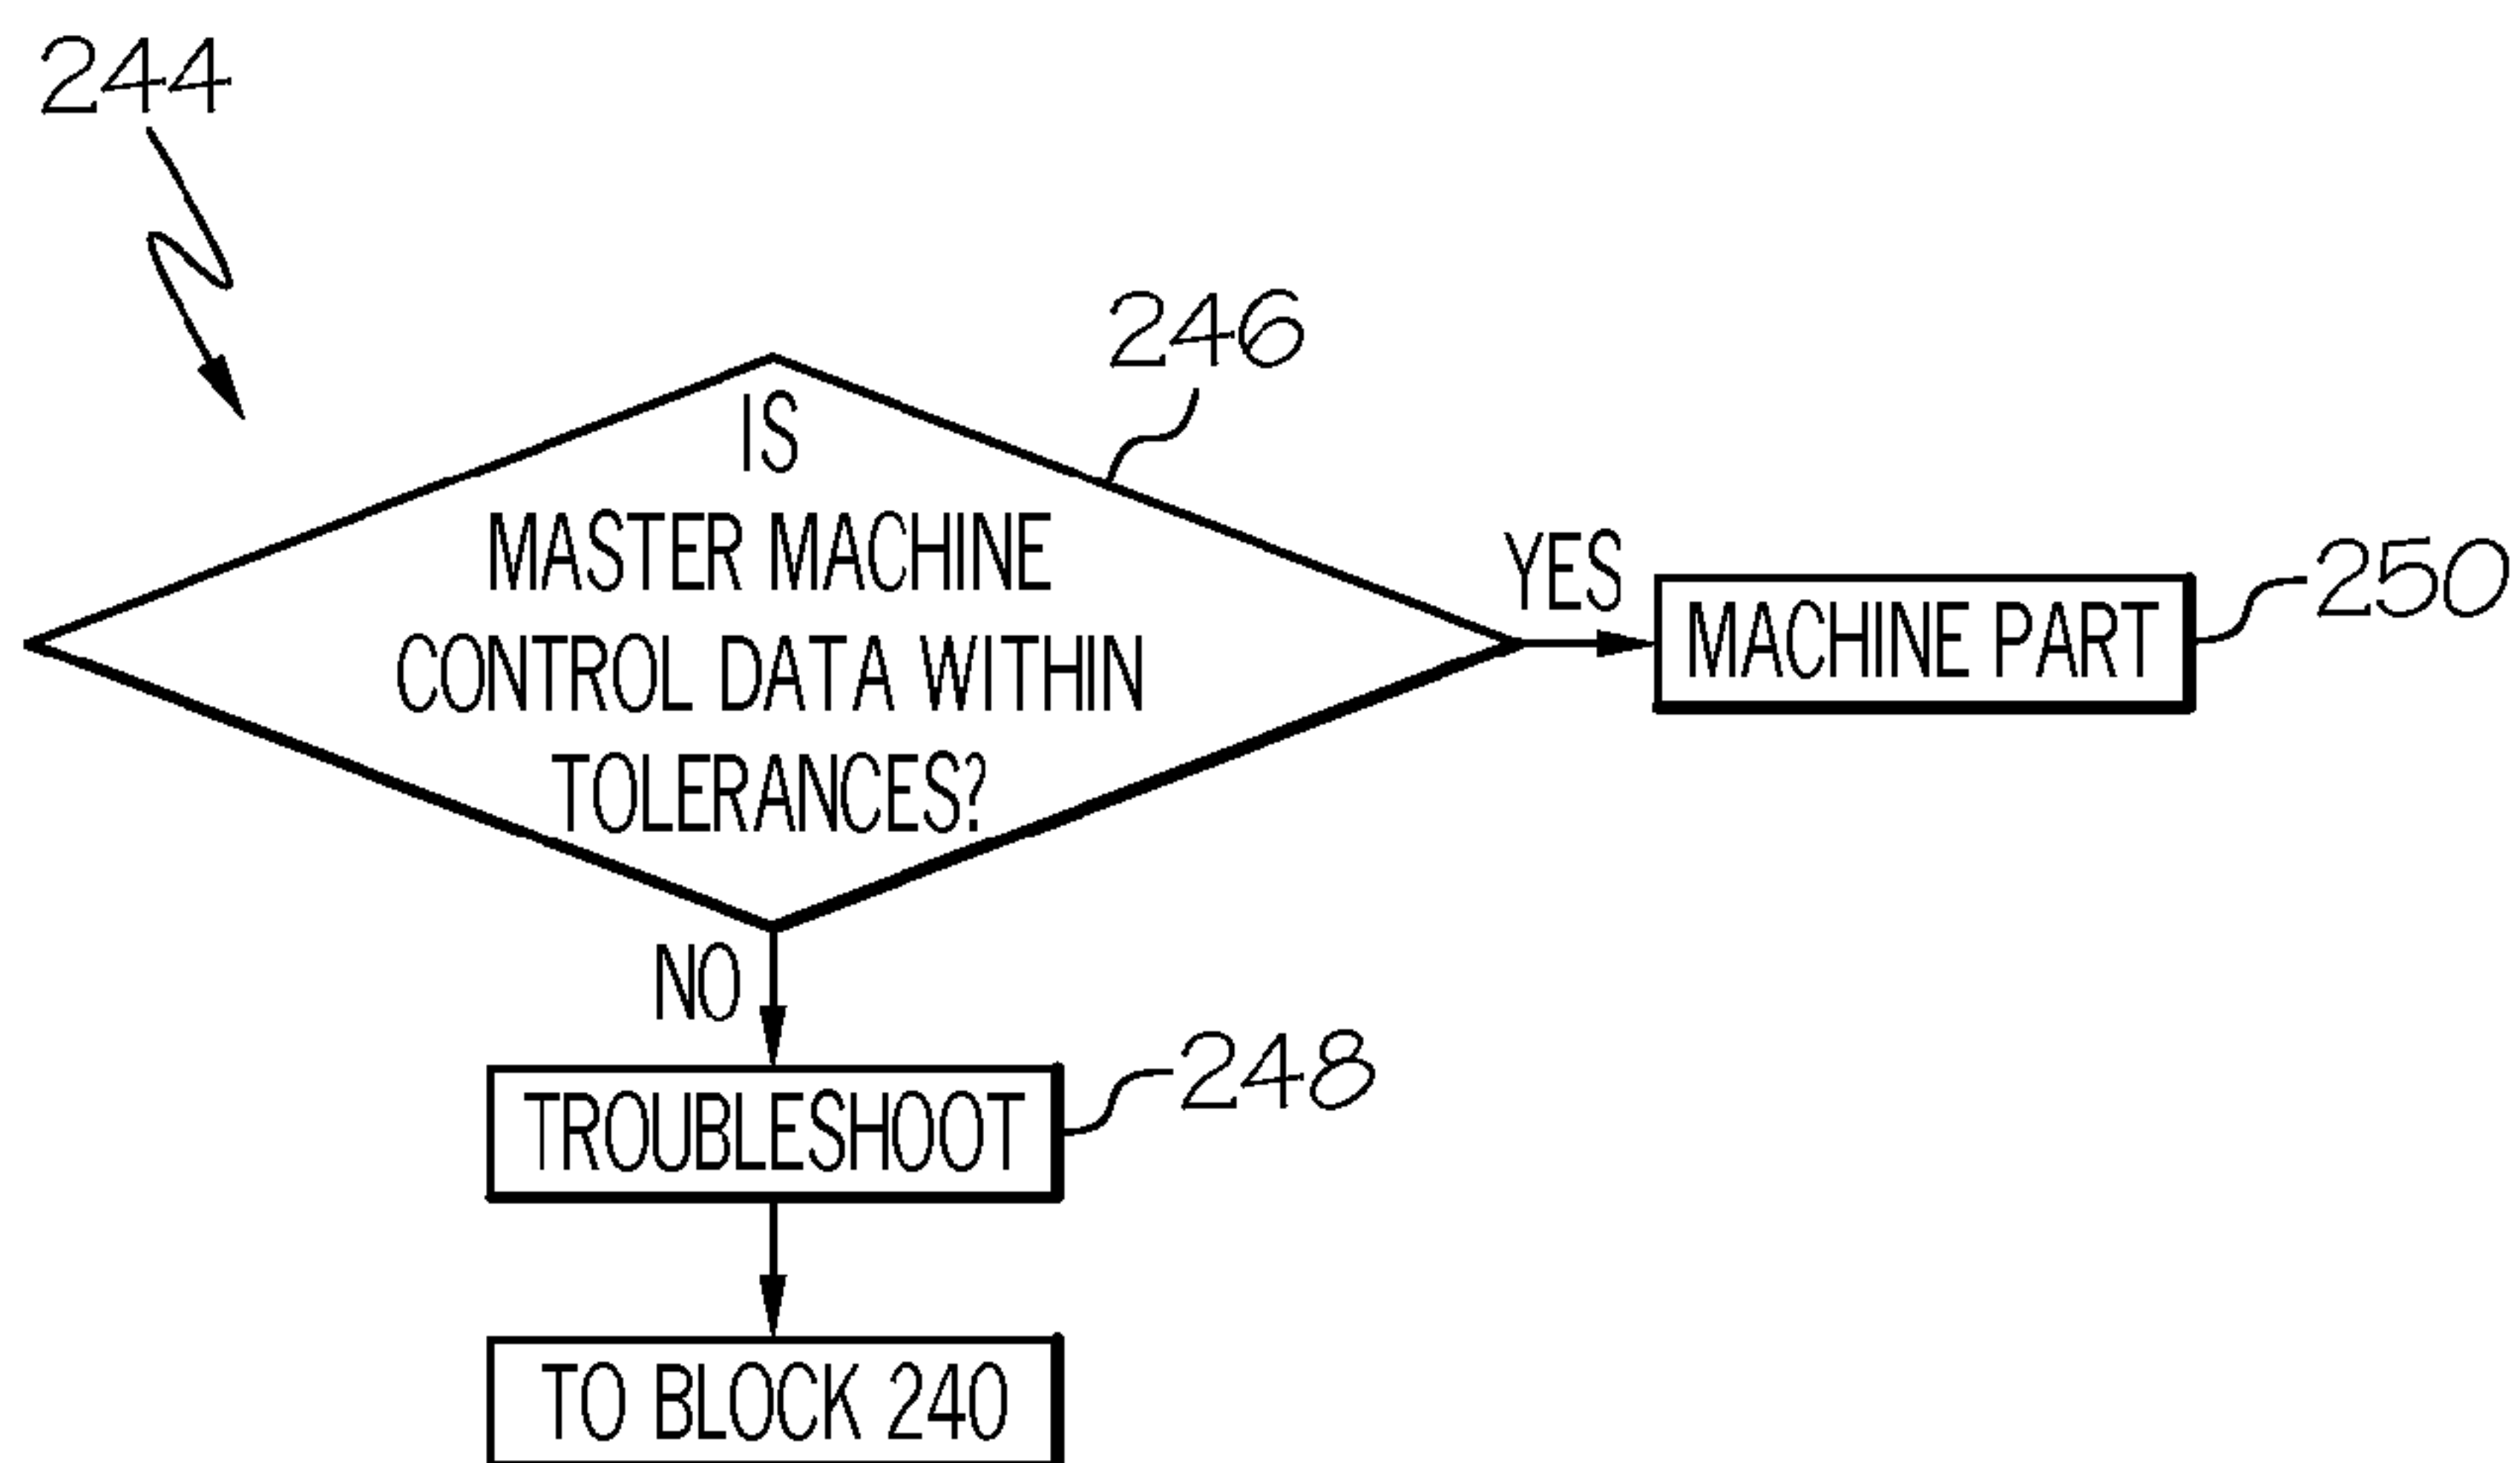 244
246
IS
MASTER MACHINE
CONTROL DATA WITHIN
TOLERANCES?
YES
MACHINE PART
250
NO
TROUBLESHOOT
248
TO BLOCK 240